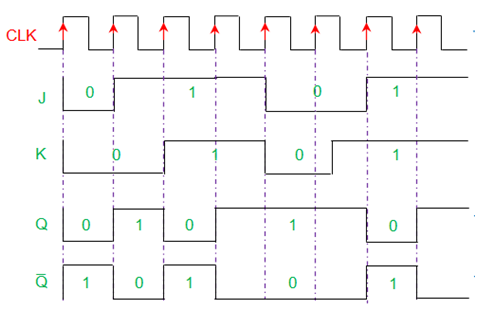 CLK
J 0 1 0 1
K 0 1 0 1
Q 0 1 0 1 0
Q̅ 1 0 1 0 1